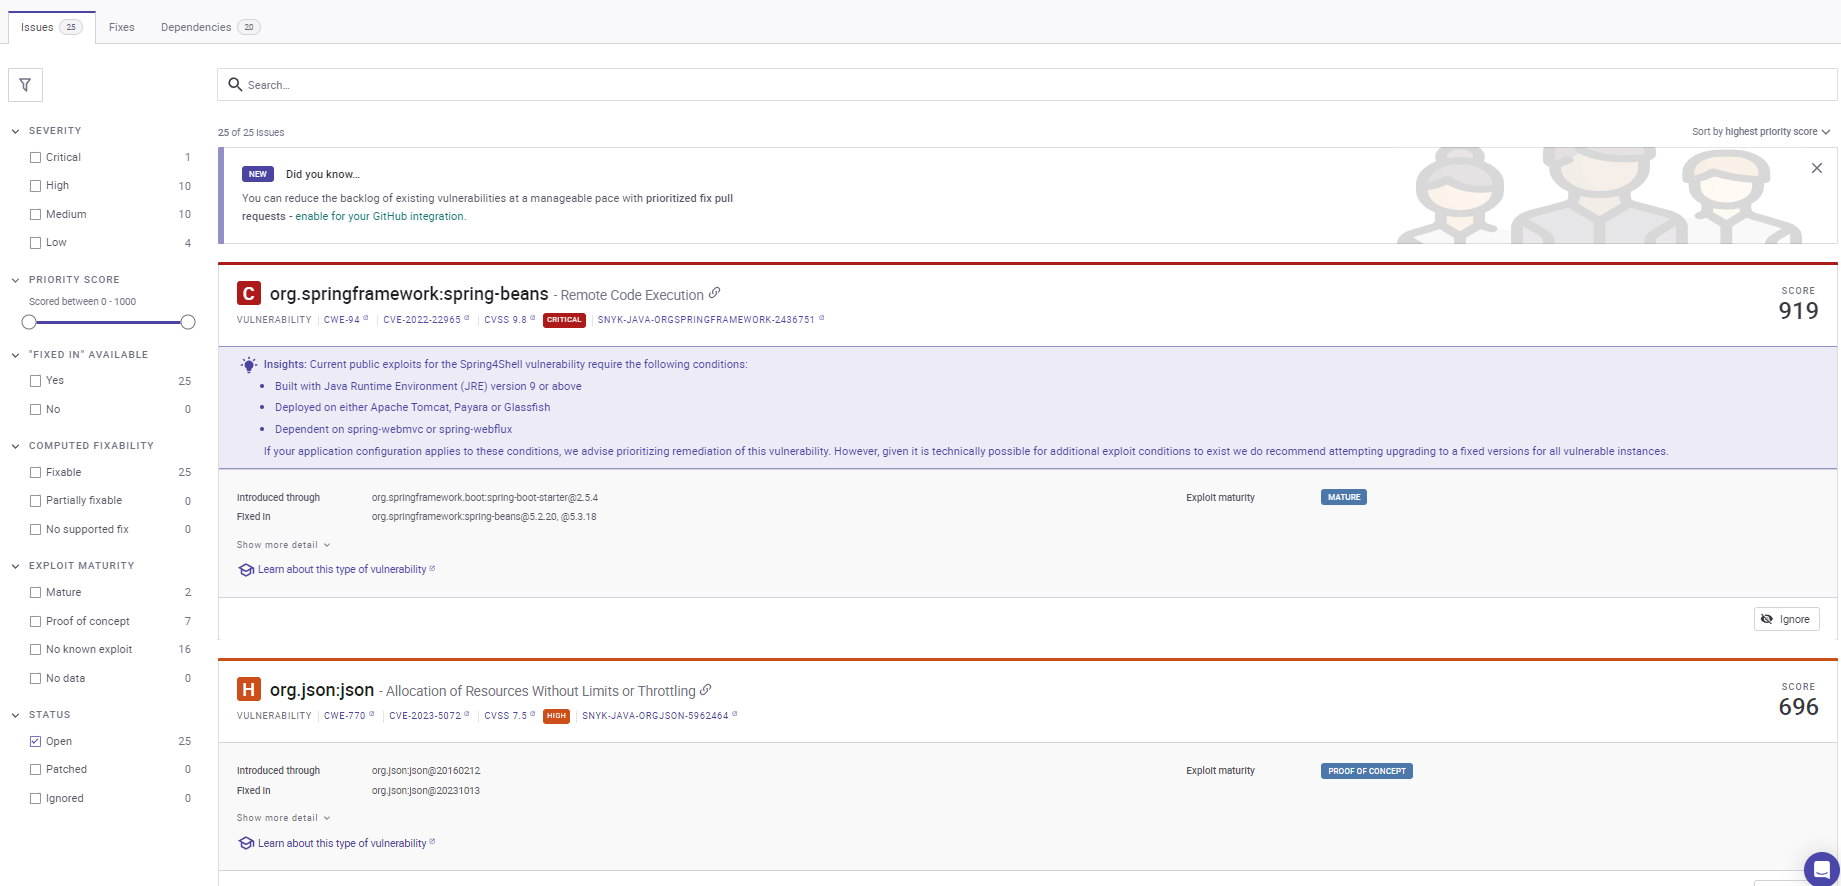 Issues 25 Fixes Dependencies 20
Search...
SEVERITY
Critical 1
High 10
Medium 10
Low 4
PRIORITY SCORE
Scored between 0 - 1000
"FIXED IN" AVAILABLE
Yes 25
No 0
COMPUTED FIXABILITY
Fixable 25
Partially fixable 0
No supported fix 0
EXPLOIT MATURITY
Mature 2
Proof of concept 7
No known exploit 16
No data 0
STATUS
Open 25
Patched 0
Ignored 0
25 of 25 issues Sort by highest priority score
NEW Did you know...
You can reduce the backlog of existing vulnerabilities at a manageable pace with prioritized fix pull
requests - enable for your GitHub integration.
C org.springframework:spring-beans - Remote Code Execution
SCORE
919
VULNERABILITY CWE-94 CVE-2022-22965 CVSS 9.8 CRITICAL SNYK-JAVA-ORGSPRINGFRAMEWORK-2436751
Insights: Current public exploits for the Spring4Shell vulnerability require the following conditions:
• Built with Java Runtime Environment (JRE) version 9 or above
• Deployed on either Apache Tomcat, Payara or Glassfish
• Dependent on spring-webmvc or spring-webflux
If your application configuration applies to these conditions, we advise prioritizing remediation of this vulnerability. However, given it is technically possible for additional exploit conditions to exist we do recommend attempting upgrading to a fixed versions for all vulnerable instances.
Introduced through org.springframework.boot:spring-boot-starter@2.5.4 Exploit maturity MATURE
Fixed in org.springframework:spring-beans@5.2.20, @5.3.18
Show more detail
Learn about this type of vulnerability
Ignore
H org.json:json - Allocation of Resources Without Limits or Throttling
SCORE
696
VULNERABILITY CWE-770 CVE-2023-5072 CVSS 7.5 HIGH SNYK-JAVA-ORGJSON-5962464
Introduced through org.json:json@20160212 Exploit maturity PROOF OF CONCEPT
Fixed in org.json:json@20231013
Show more detail
Learn about this type of vulnerability